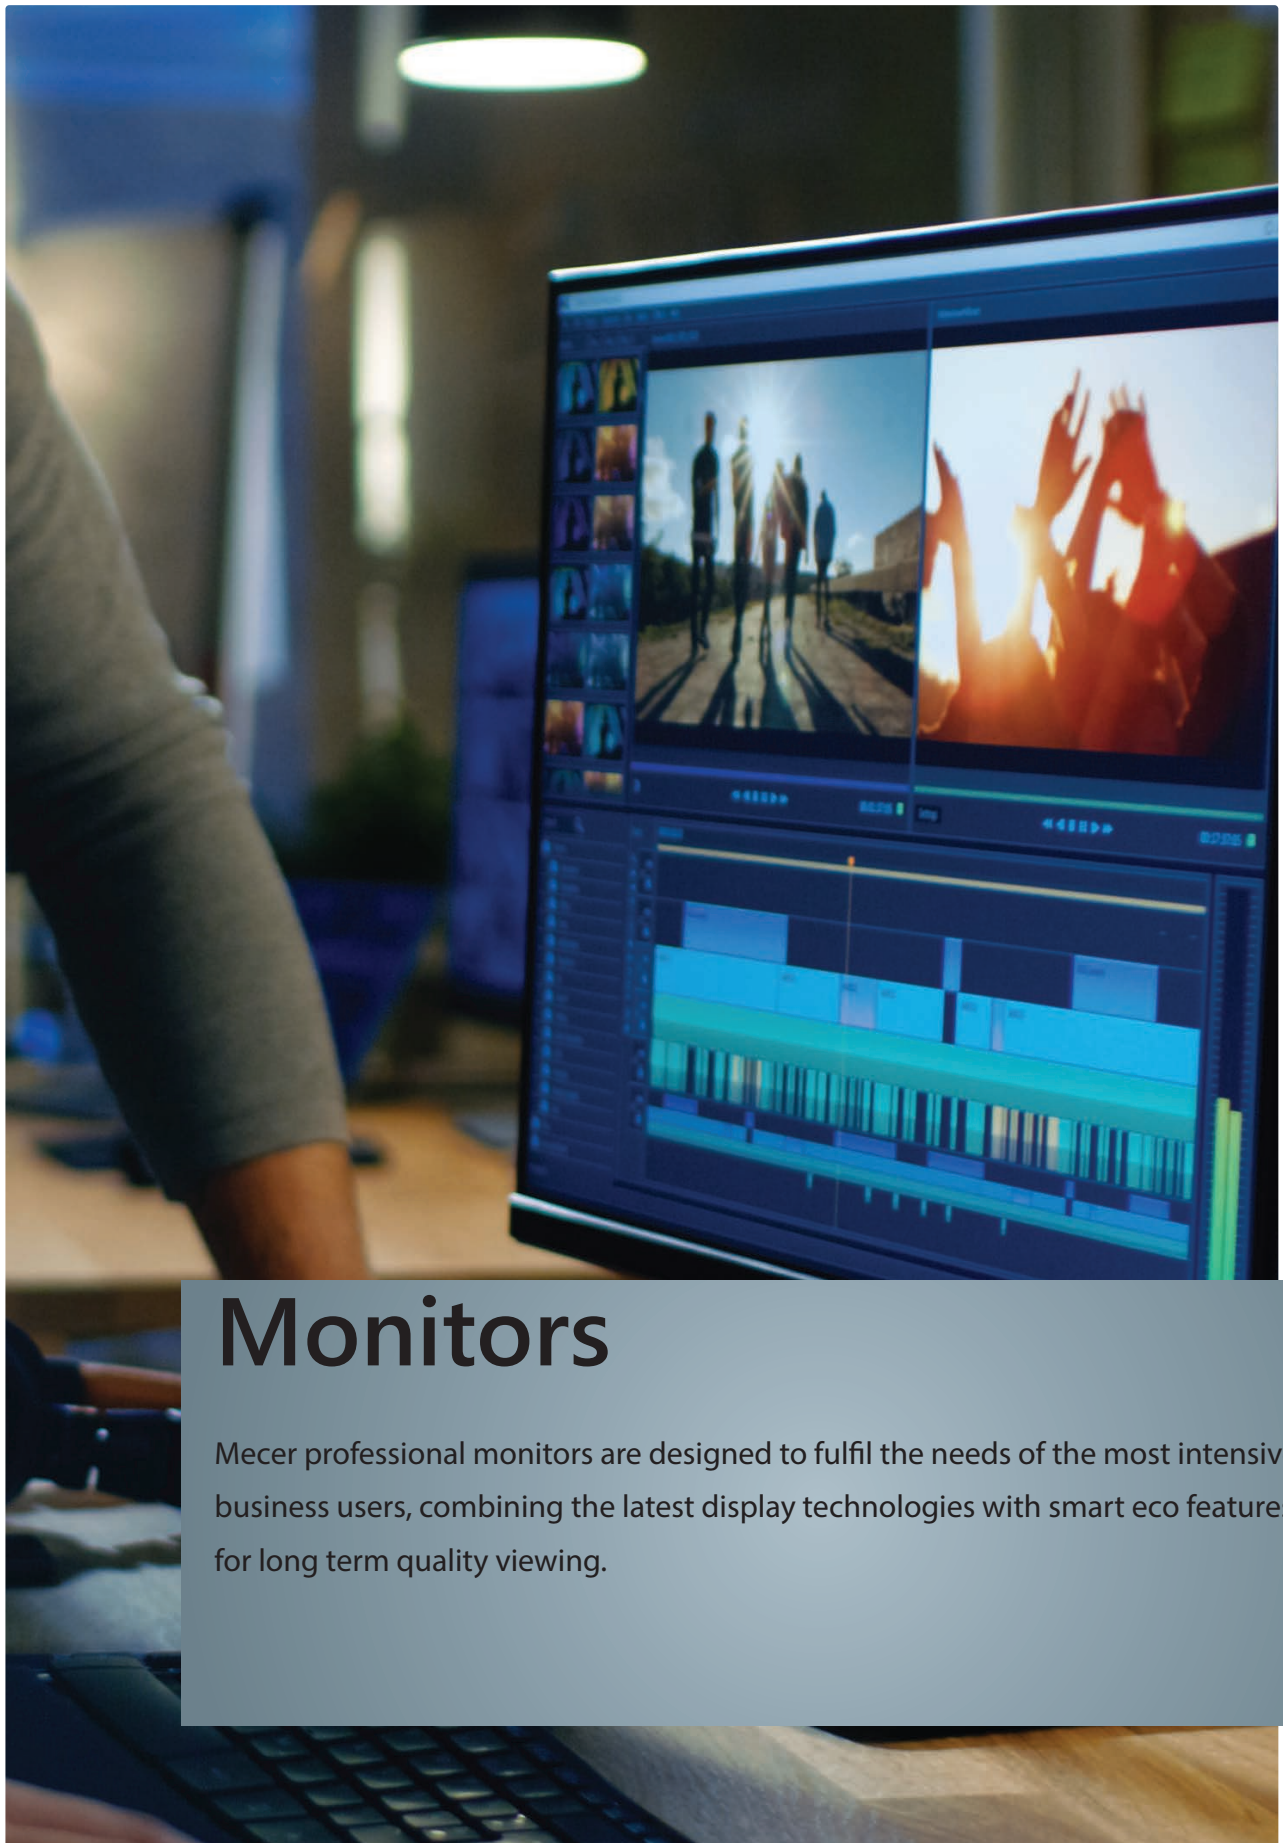 Monitors
Mecer professional monitors are designed to fulfil the needs of the most intensiv
business users, combining the latest display technologies with smart eco feature
for long term quality viewing.